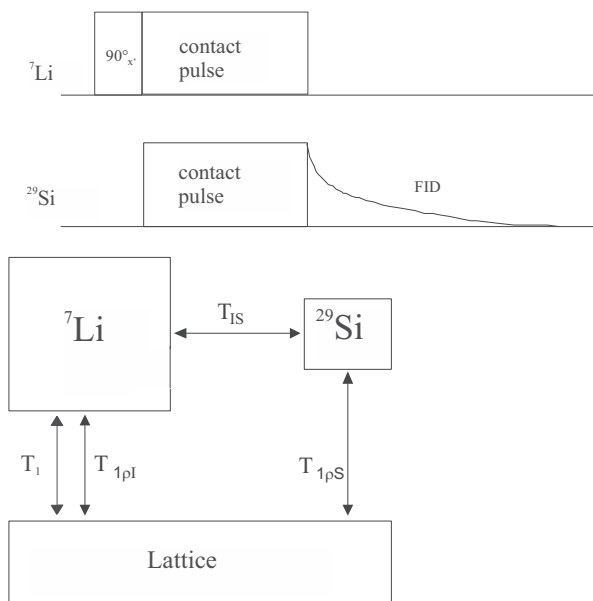 90°x'
contact
pulse
⁷Li
contact
pulse
²⁹Si
FID
⁷Li
T_IS
²⁹Si
T₁
T_1ρI
T_1ρS
Lattice